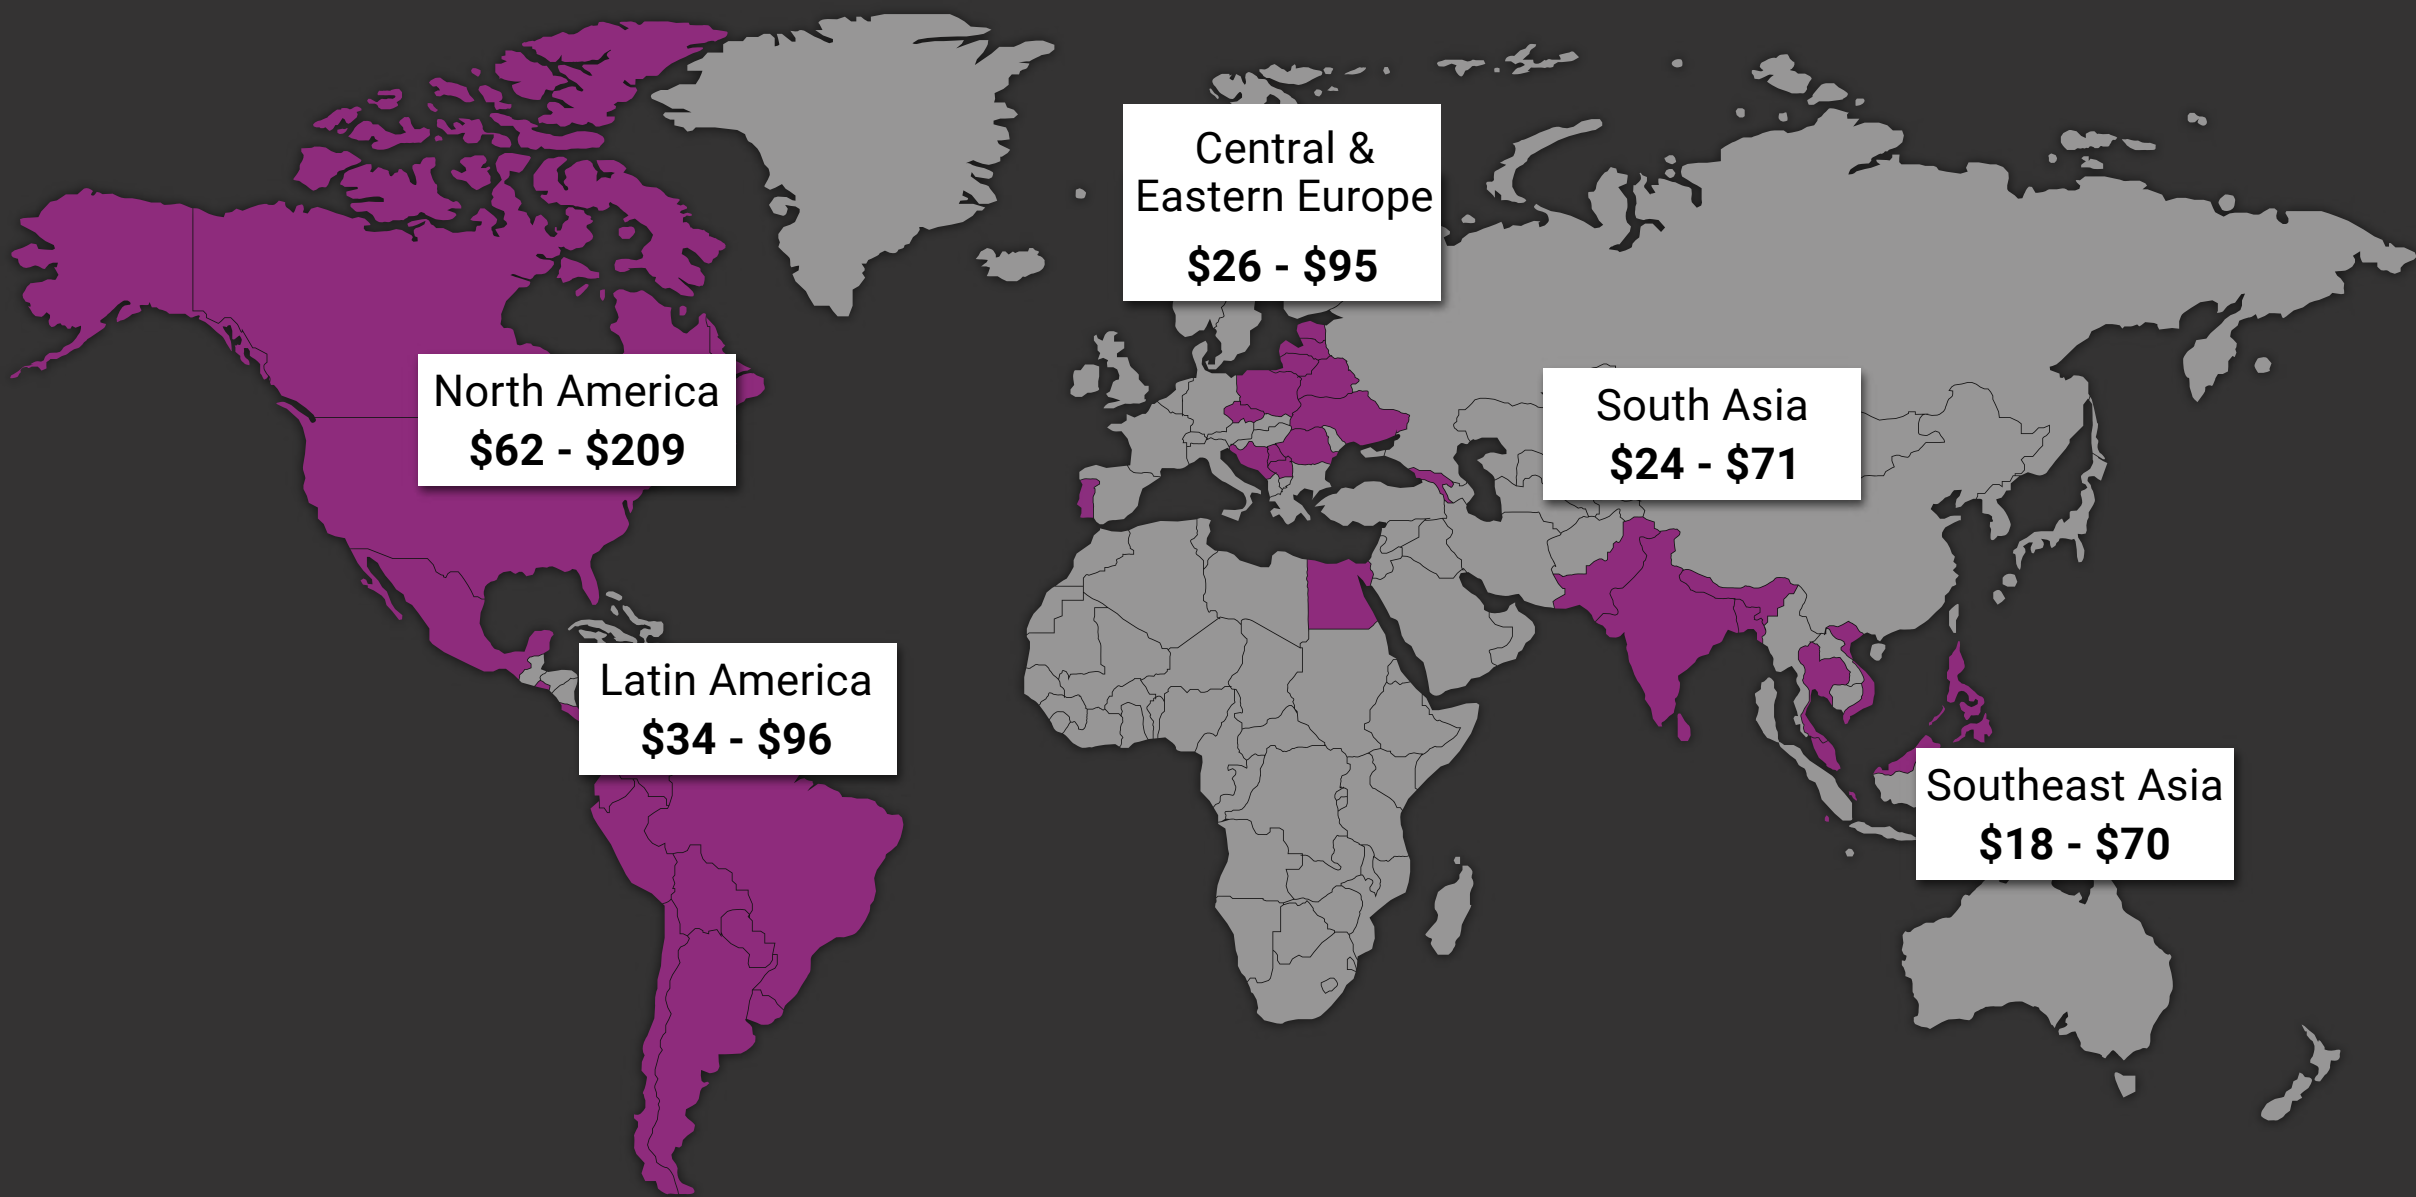 Central &
Eastern Europe
$26 - $95
North America
$62 - $209
South Asia
$24 - $71
Latin America
$34 - $96
Southeast Asia
$18 - $70